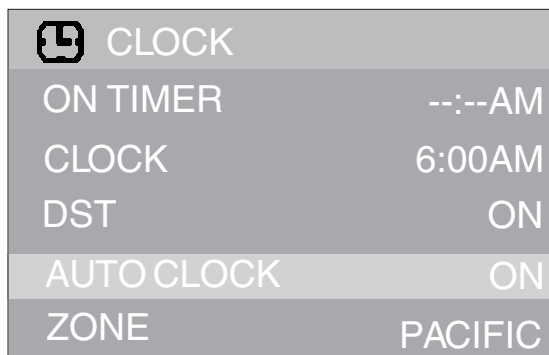 CLOCK
ON TIMER --:--AM
CLOCK 6:00AM
DST ON
AUTO CLOCK ON
ZONE PACIFIC